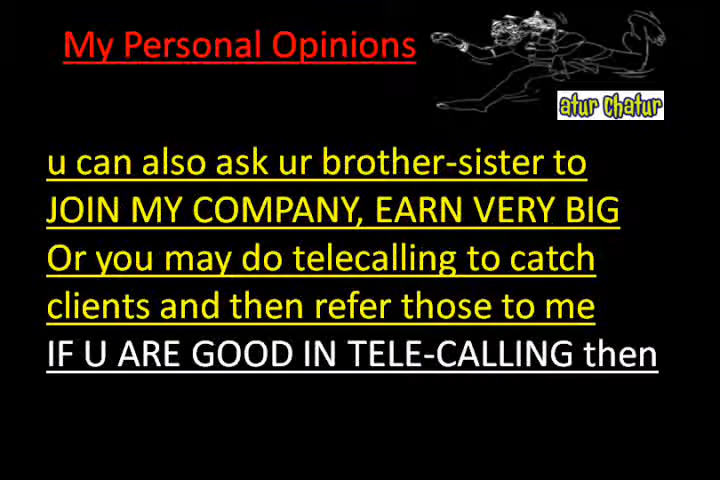 My Personal Opinions
atur chatur
u can also ask ur brother-sister to
JOIN MY COMPANY, EARN VERY BIG
Or you may do telecalling to catch
clients and then refer those to me
IF U ARE GOOD IN TELE-CALLING then